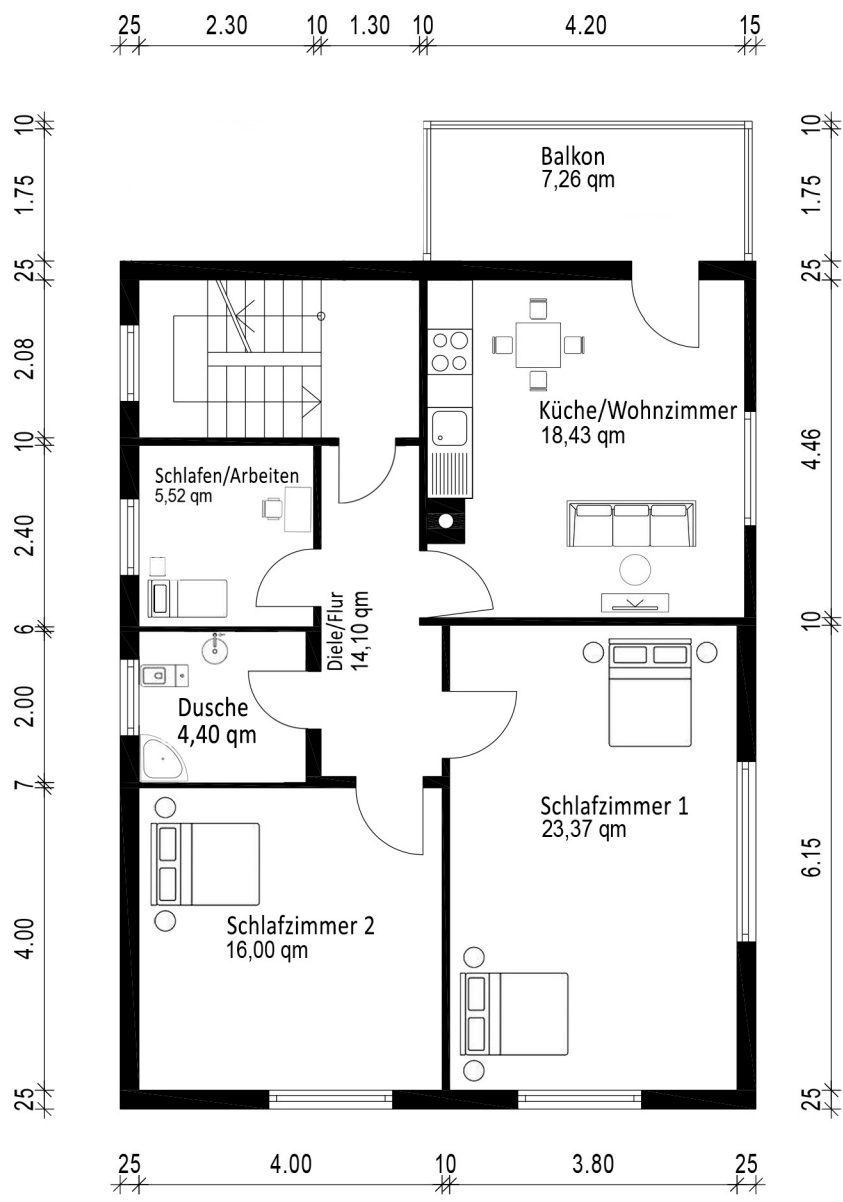 25 2.30 10 1.30 10 4.20 15
10
1.75
25
2.08
10
2.40
6
2.00
7
4.00
25
Balkon
7,26 qm
Küche/Wohnzimmer
18,43 qm
Schlafen/Arbeiten
5,52 qm
Diele/Flur
14,10 qm
Dusche
4,40 qm
Schlafzimmer 1
23,37 qm
Schlafzimmer 2
16,00 qm
10
1.75
25
4.46
10
6.15
25
25 4.00 10 3.80 25